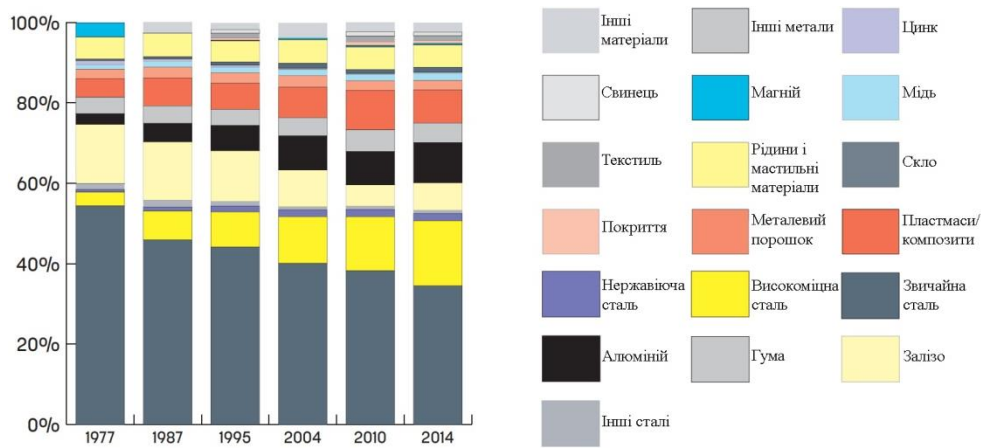 100%
80%
60%
40%
20%
0%
1977 1987 1995 2004 2010 2014
Інші
матеріали
Інші метали
Цинк
Свинець
Магній
Мідь
Текстиль
Рідини і
мастильні
матеріали
Скло
Покриття
Металевий
порошок
Пластмаси/
композити
Нержавіюча
сталь
Високоміцна
сталь
Звичайна
сталь
Алюміній
Гума
Залізо
Інші сталі